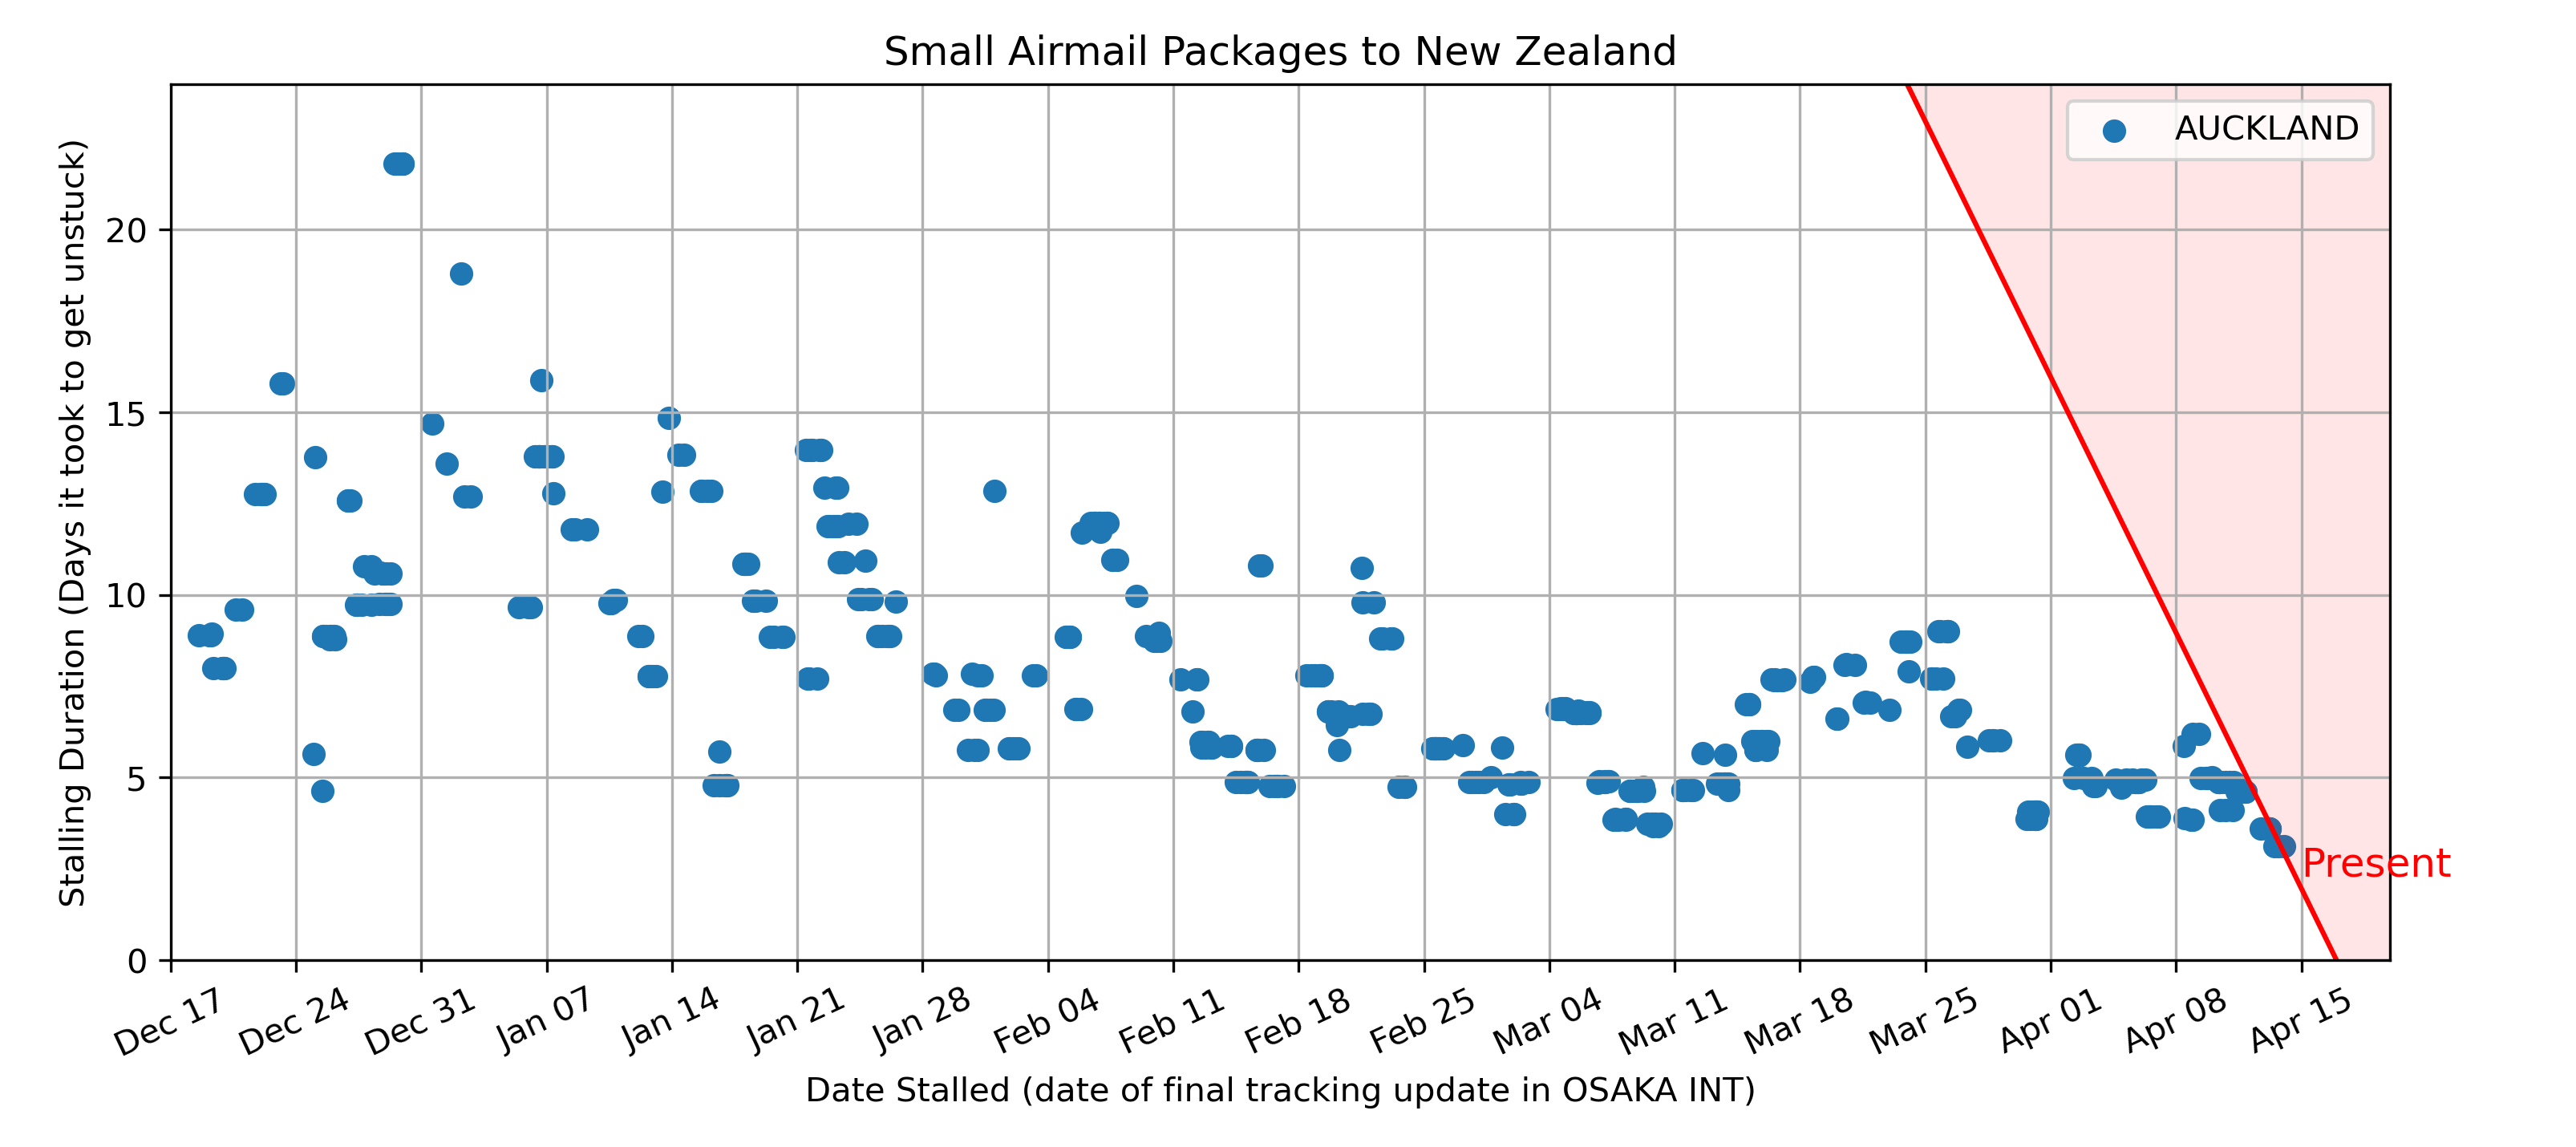 Small Airmail Packages to New Zealand
AUCKLAND
Stalling Duration (Days it took to get unstuck)
20
15
10
5
0
Present
Dec 17
Dec 24
Dec 31
Jan 07
Jan 14
Jan 21
Jan 28
Feb 04
Feb 11
Feb 18
Feb 25
Mar 04
Mar 11
Mar 18
Mar 25
Apr 01
Apr 08
Apr 15
Date Stalled (date of final tracking update in OSAKA INT)